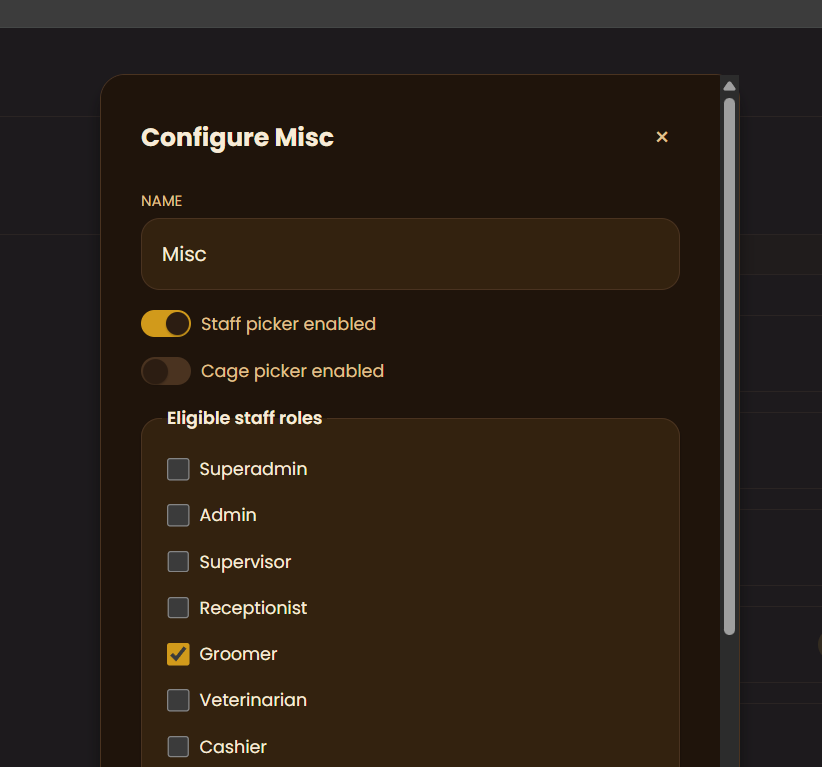 Configure Misc
×
NAME
Misc
Staff picker enabled
Cage picker enabled
Eligible staff roles
Superadmin
Admin
Supervisor
Receptionist
Groomer
Veterinarian
Cashier